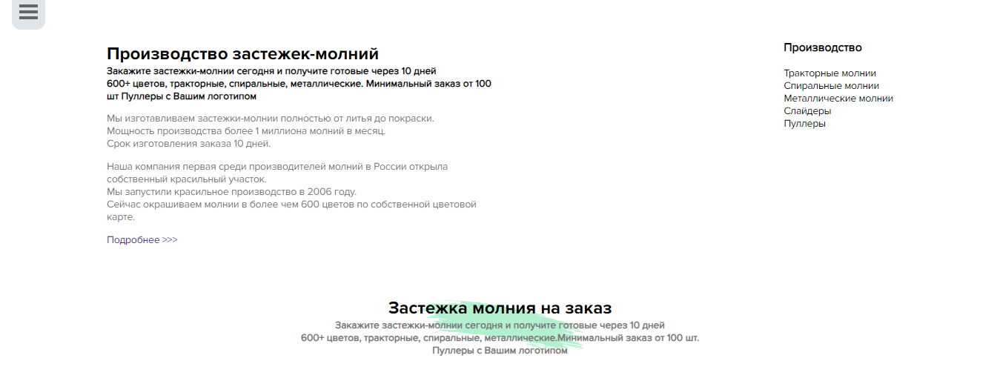 Производство застежек-молний
Закажите застежки-молнии сегодня и получите готовые через 10 дней
600+ цветов, тракторные, спиральные, металлические. Минимальный заказ от 100
шт Пуллеры с Вашим логотипом
Мы изготавливаем застежки-молнии полностью от литья до покраски.
Мощность производства более 1 миллиона молний в месяц.
Срок изготовления заказа 10 дней.
Наша компания первая среди производителей молний в России открыла
собственный красильный участок.
Мы запустили красильное производство в 2006 году.
Сейчас окрашиваем молнии в более чем 600 цветов по собственной цветовой
карте.
Подробнее >>>
Производство
Тракторные молнии
Спиральные молнии
Металлические молнии
Слайдеры
Пуллеры
Застежка молния на заказ
Закажите застежки-молнии сегодня и получите готовые через 10 дней
600+ цветов, тракторные, спиральные, металлические.Минимальный заказ от 100 шт.
Пуллеры с Вашим логотипом